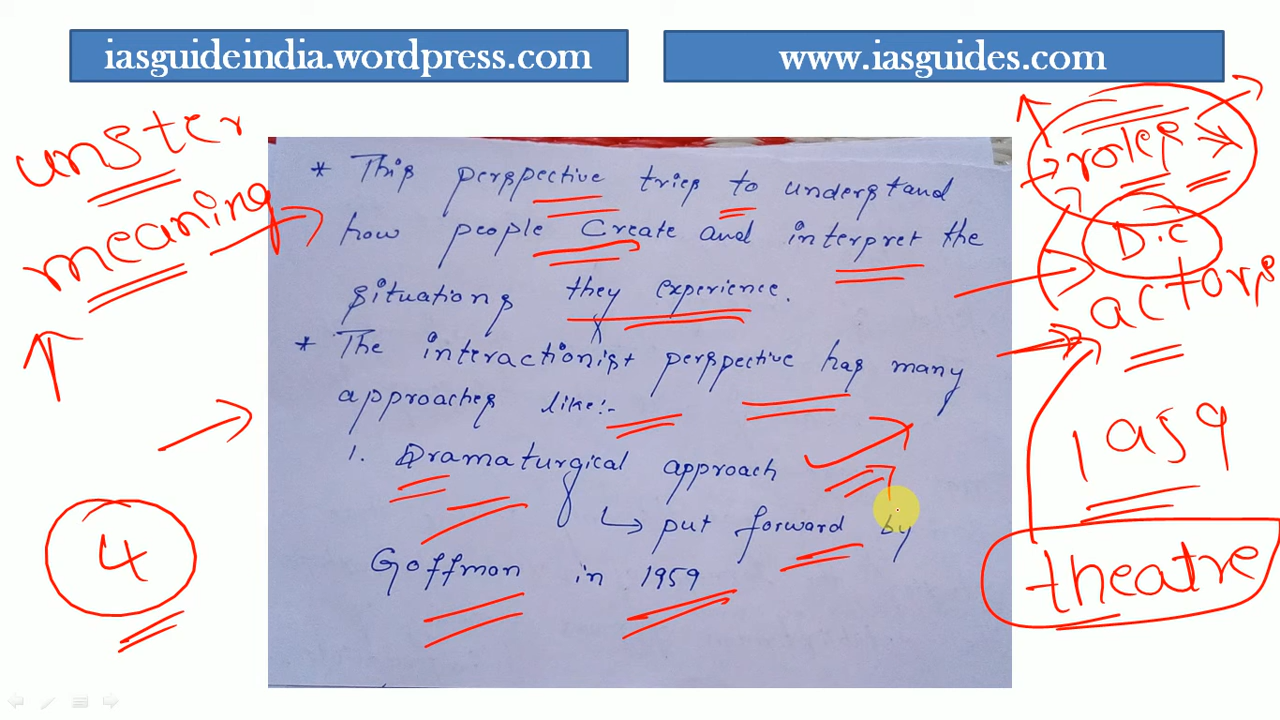 iasguideindia.wordpress.com
www.iasguides.com
unster
meaning
4
* This perspective tries to understand
how people Create and interpret the
situations they experience.
* The interactionist perspective has many
approaches like:-
1. Dramaturgical approach
↳ put forward by
Goffman in 1959
roles
D.C
actors
1959
theatre